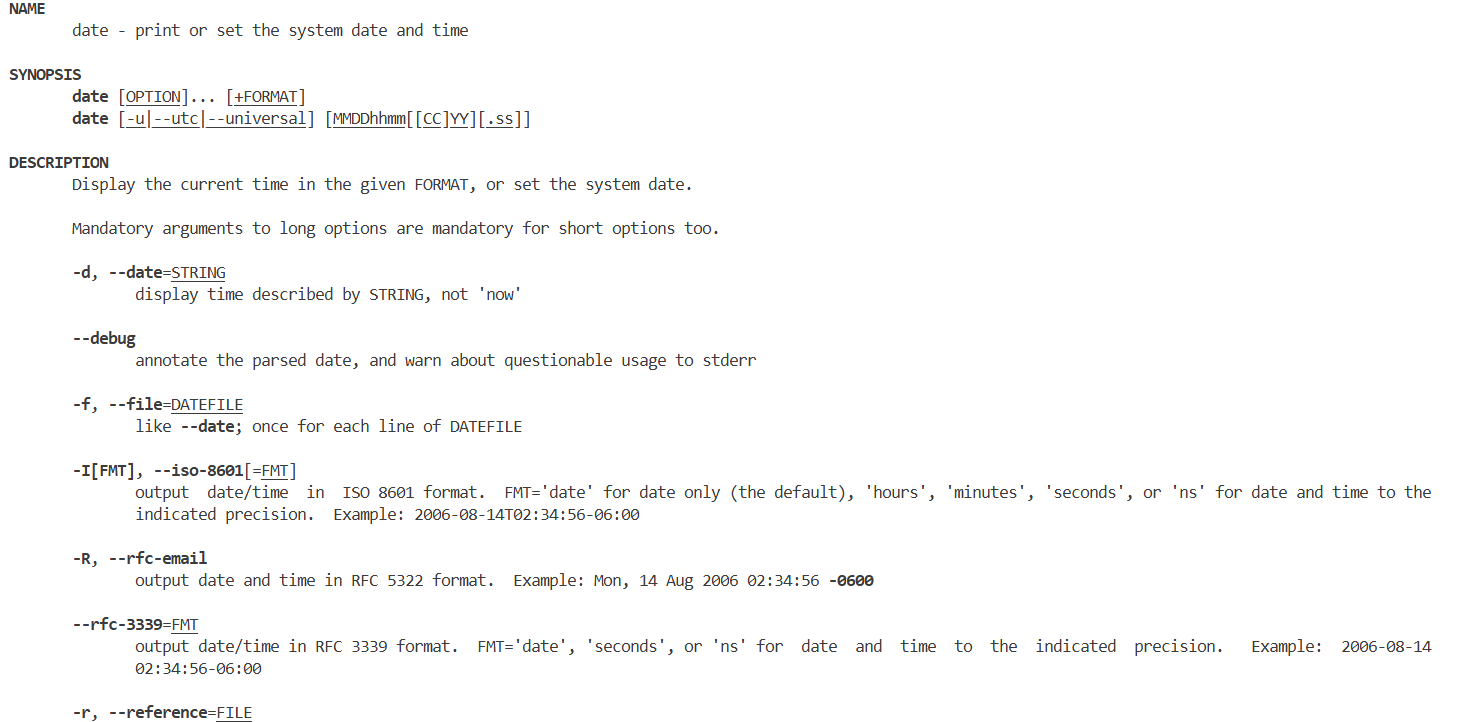 NAME
date - print or set the system date and time
SYNOPSIS
date [OPTION]... [+FORMAT]
date [-u|--utc|--universal] [MMDDhhmm[[CC]YY][.ss]]
DESCRIPTION
Display the current time in the given FORMAT, or set the system date.
Mandatory arguments to long options are mandatory for short options too.
-d, --date=STRING
display time described by STRING, not 'now'
--debug
annotate the parsed date, and warn about questionable usage to stderr
-f, --file=DATEFILE
like --date; once for each line of DATEFILE
-I[FMT], --iso-8601[=FMT]
output  date/time  in  ISO 8601 format.  FMT='date' for date only (the default), 'hours', 'minutes', 'seconds', or 'ns' for date and time to the
indicated precision.  Example: 2006-08-14T02:34:56-06:00
-R, --rfc-email
output date and time in RFC 5322 format.  Example: Mon, 14 Aug 2006 02:34:56 -0600
--rfc-3339=FMT
output date/time in RFC 3339 format.  FMT='date', 'seconds', or 'ns' for  date  and  time  to  the  indicated  precision.   Example:  2006-08-14
02:34:56-06:00
-r, --reference=FILE